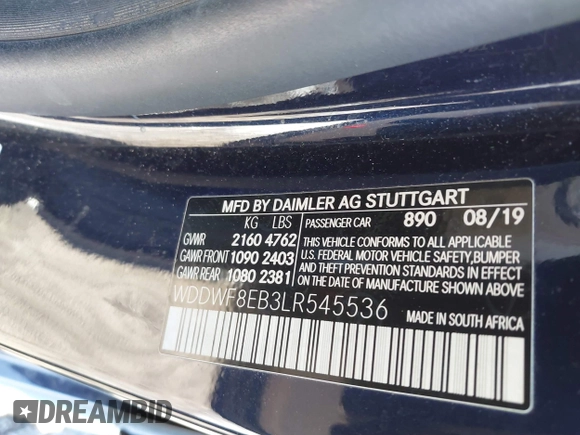 MFD BY DAIMLER AG STUTTGART
KG LBS PASSENGER CAR 890 08/19
GVWR 2160 4762
GAWR FRONT 1090 2403
GAWR REAR 1080 2381
THIS VEHICLE CONFORMS TO ALL APPLICABLE
U.S. FEDERAL MOTOR VEHICLE SAFETY,BUMPER
AND THEFT PREVENTION STANDARDS IN EFFECT
ON THE DATE OF MANUFACTURE SHOWN ABOVE
WDDWF8EB3LR545536
MADE IN SOUTH AFRICA
DREAMBID